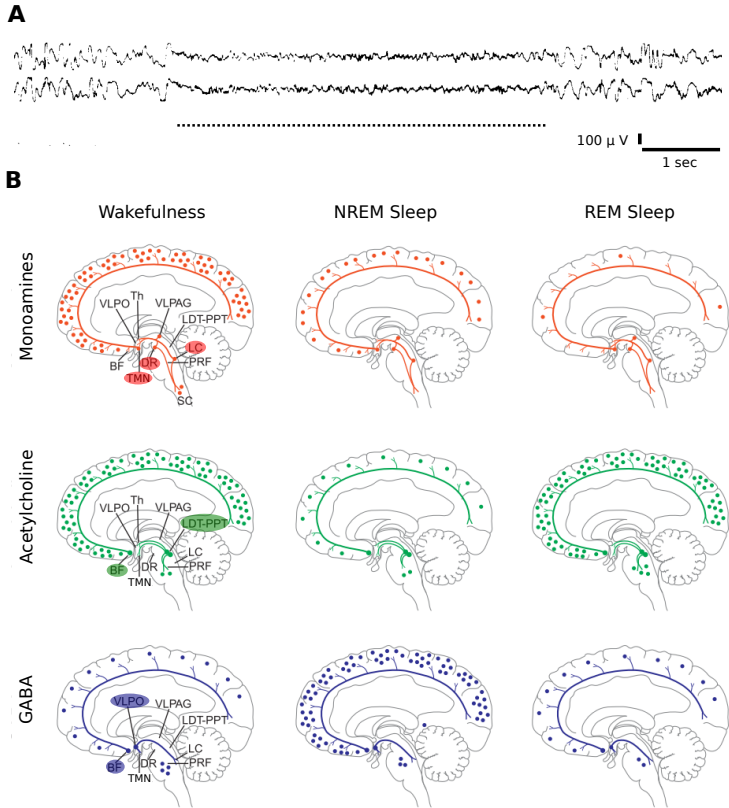 A
100 µ V
1 sec
B
Wakefulness
NREM Sleep
REM Sleep
Monoamines
Th
VLPO
VLPAG
LDT-PPT
LC
BF
DR
PRF
TMN
SC
Acetylcholine
Th
VLPO
VLPAG
LDT-PPT
LC
BF
DR
PRF
TMN
GABA
VLPO
VLPAG
LDT-PPT
LC
BF
DR
PRF
TMN